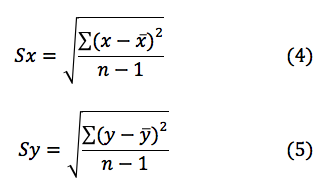 Sx = √(Σ(x − x̄)² / (n − 1)) (4)
Sy = √(Σ(y − ȳ)² / (n − 1)) (5)